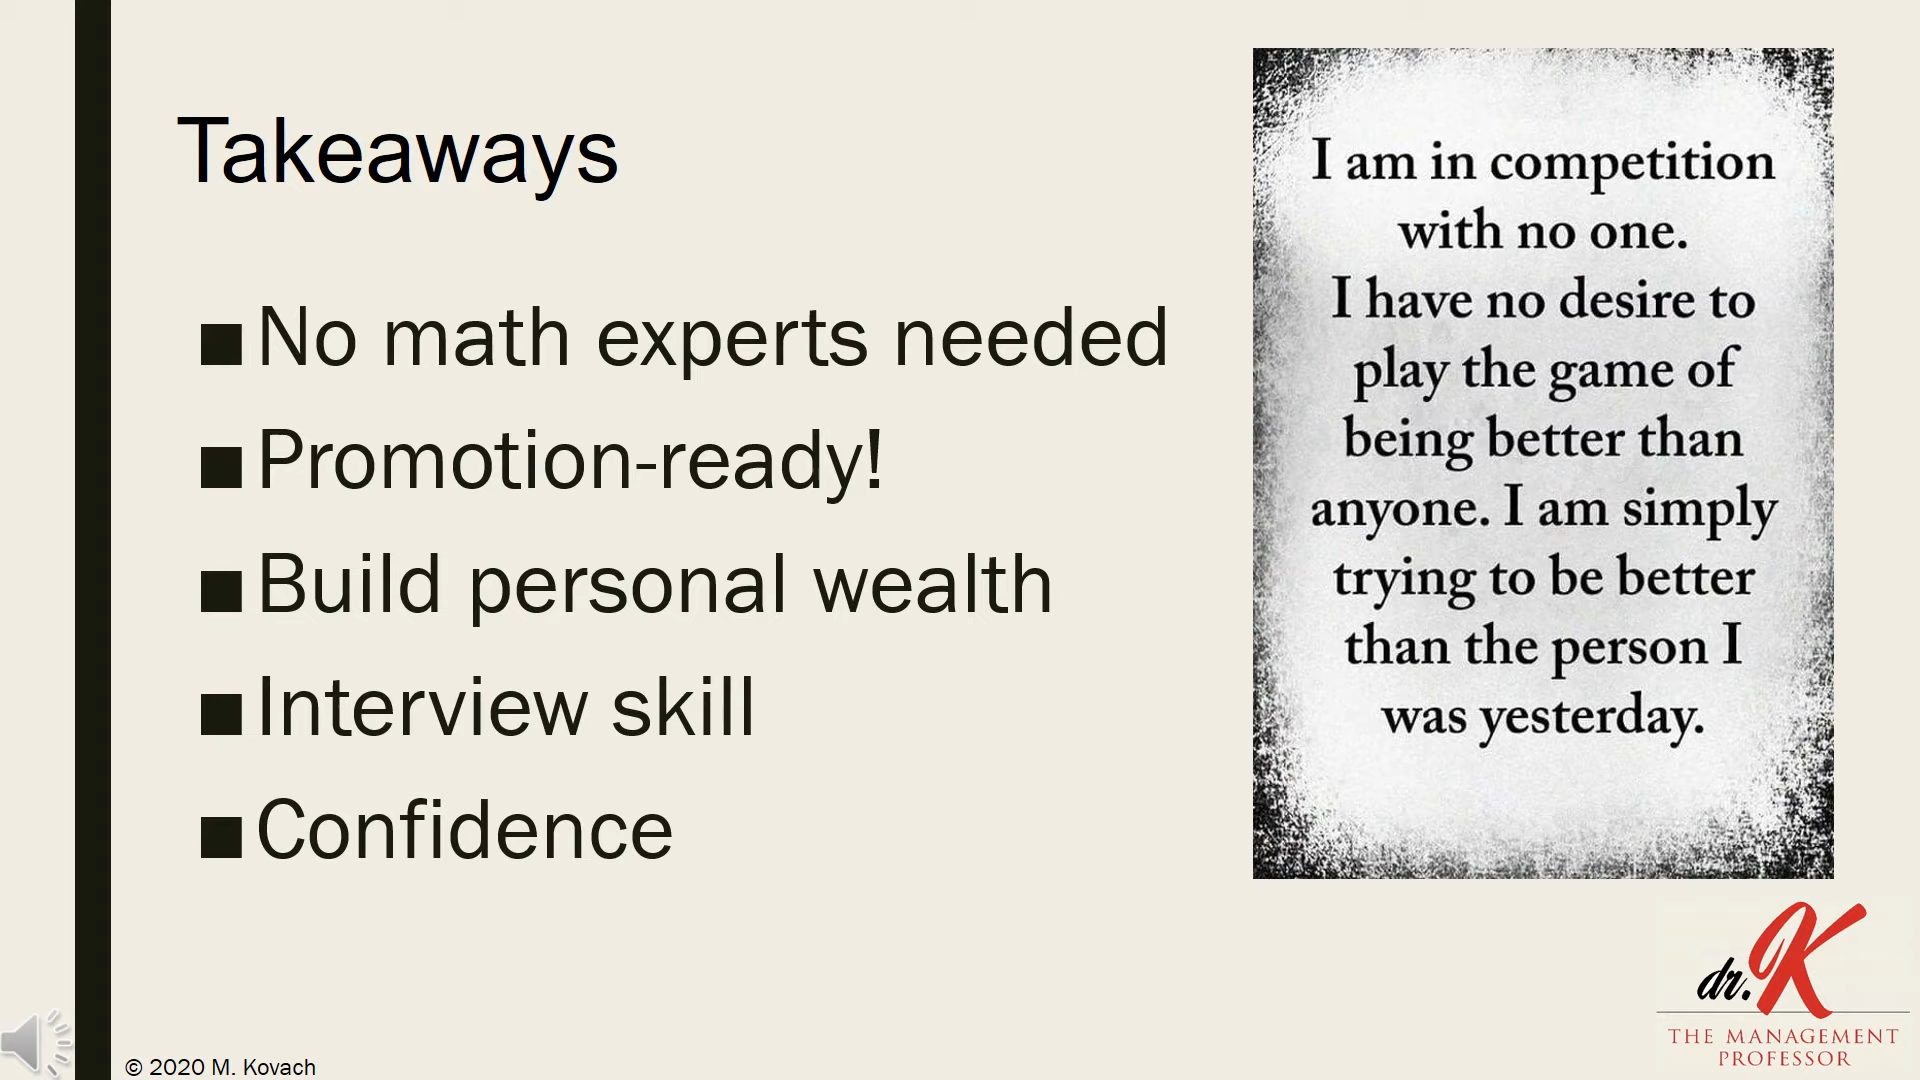 Takeaways
■No math experts needed
■Promotion-ready!
■Build personal wealth
■Interview skill
■Confidence
I am in competition
with no one.
I have no desire to
play the game of
being better than
anyone. I am simply
trying to be better
than the person I
was yesterday.
dr.K
THE MANAGEMENT
PROFESSOR
© 2020 M. Kovach